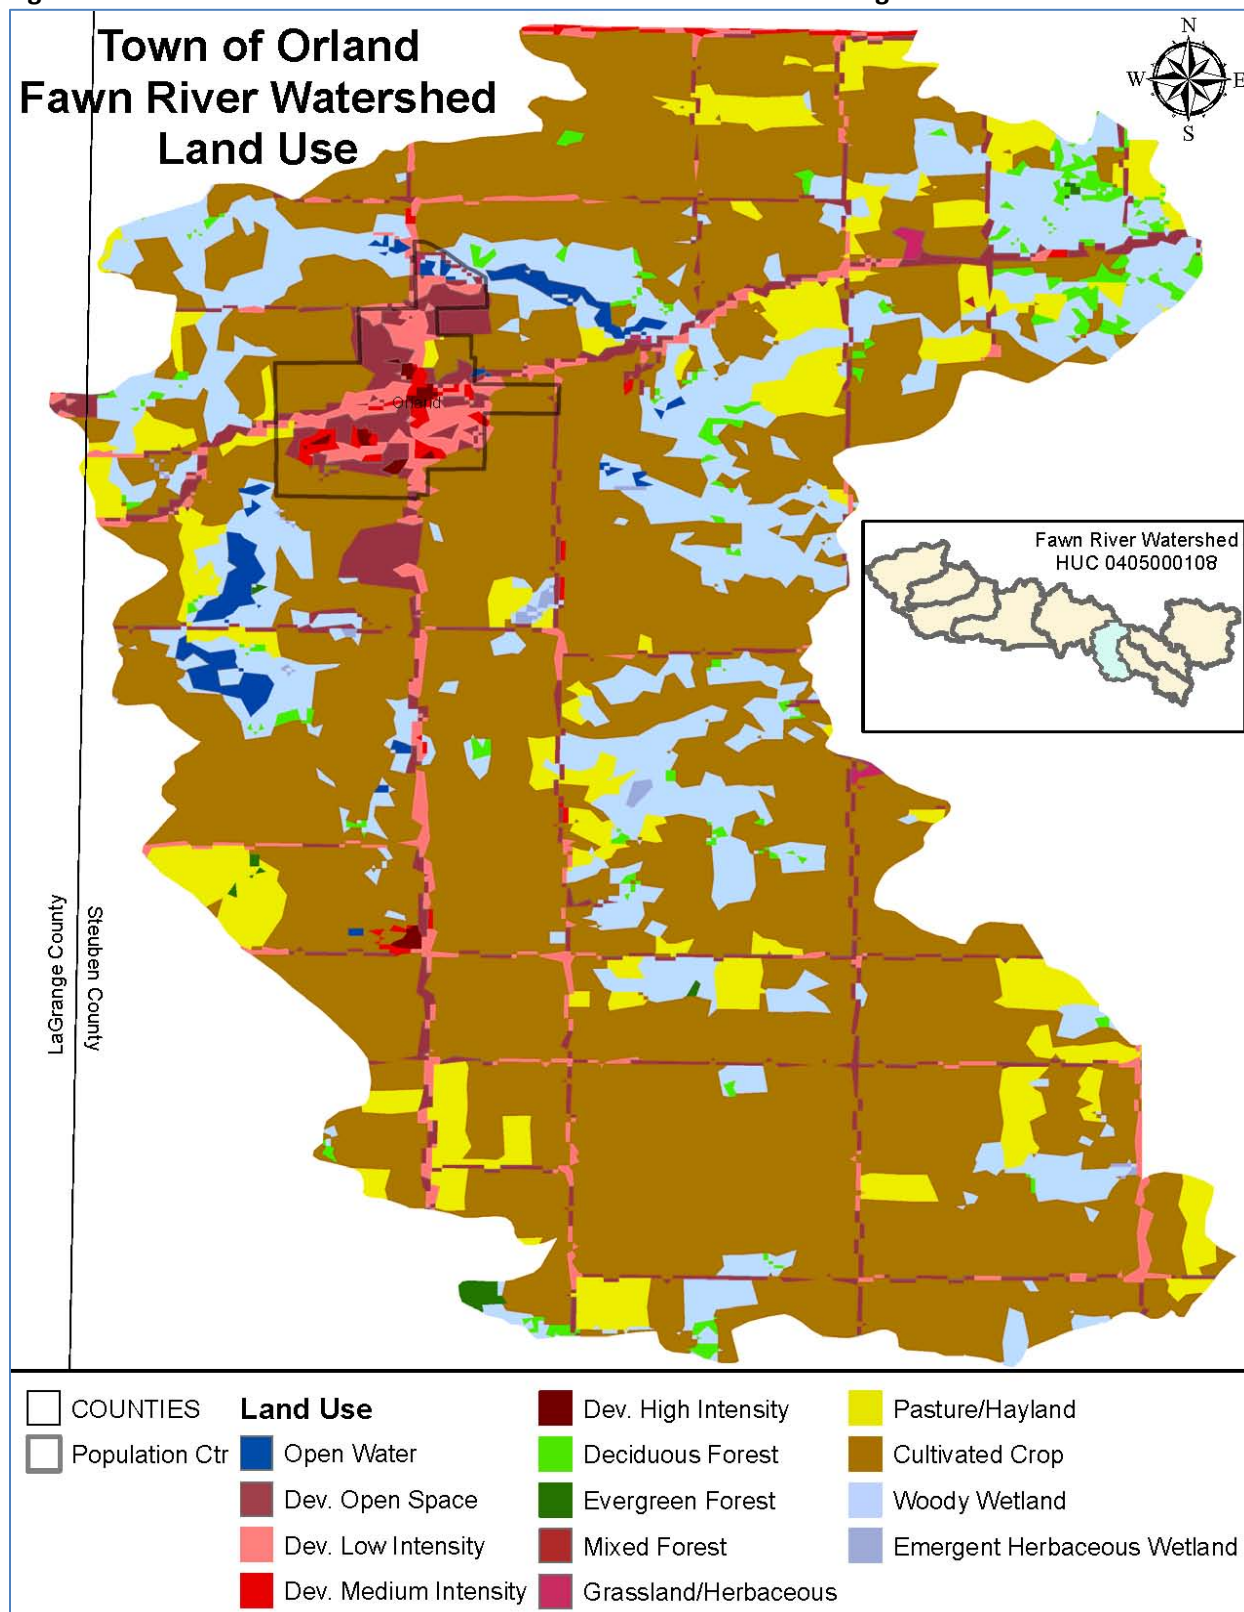 Town of Orland
Fawn River Watershed
Land Use
N
W
E
S
Orland
Fawn River Watershed
HUC 0405000108
LaGrange County
Steuben County
COUNTIES
Population Ctr
Land Use
Open Water
Dev. Open Space
Dev. Low Intensity
Dev. Medium Intensity
Dev. High Intensity
Deciduous Forest
Evergreen Forest
Mixed Forest
Grassland/Herbaceous
Pasture/Hayland
Cultivated Crop
Woody Wetland
Emergent Herbaceous Wetland